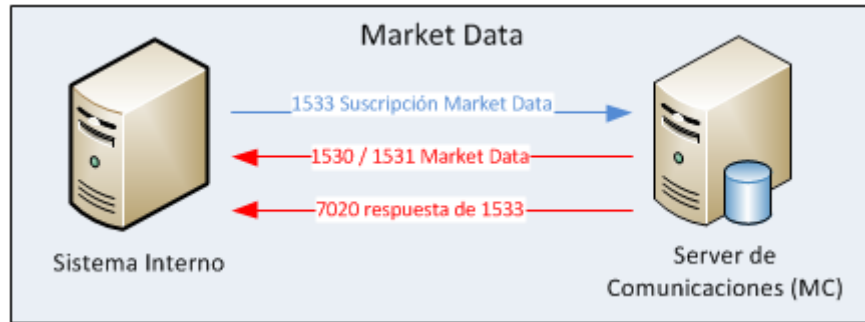 Market Data
1533 Suscripción Market Data
1530 / 1531 Market Data
7020 respuesta de 1533
Sistema Interno
Server de
Comunicaciones (MC)